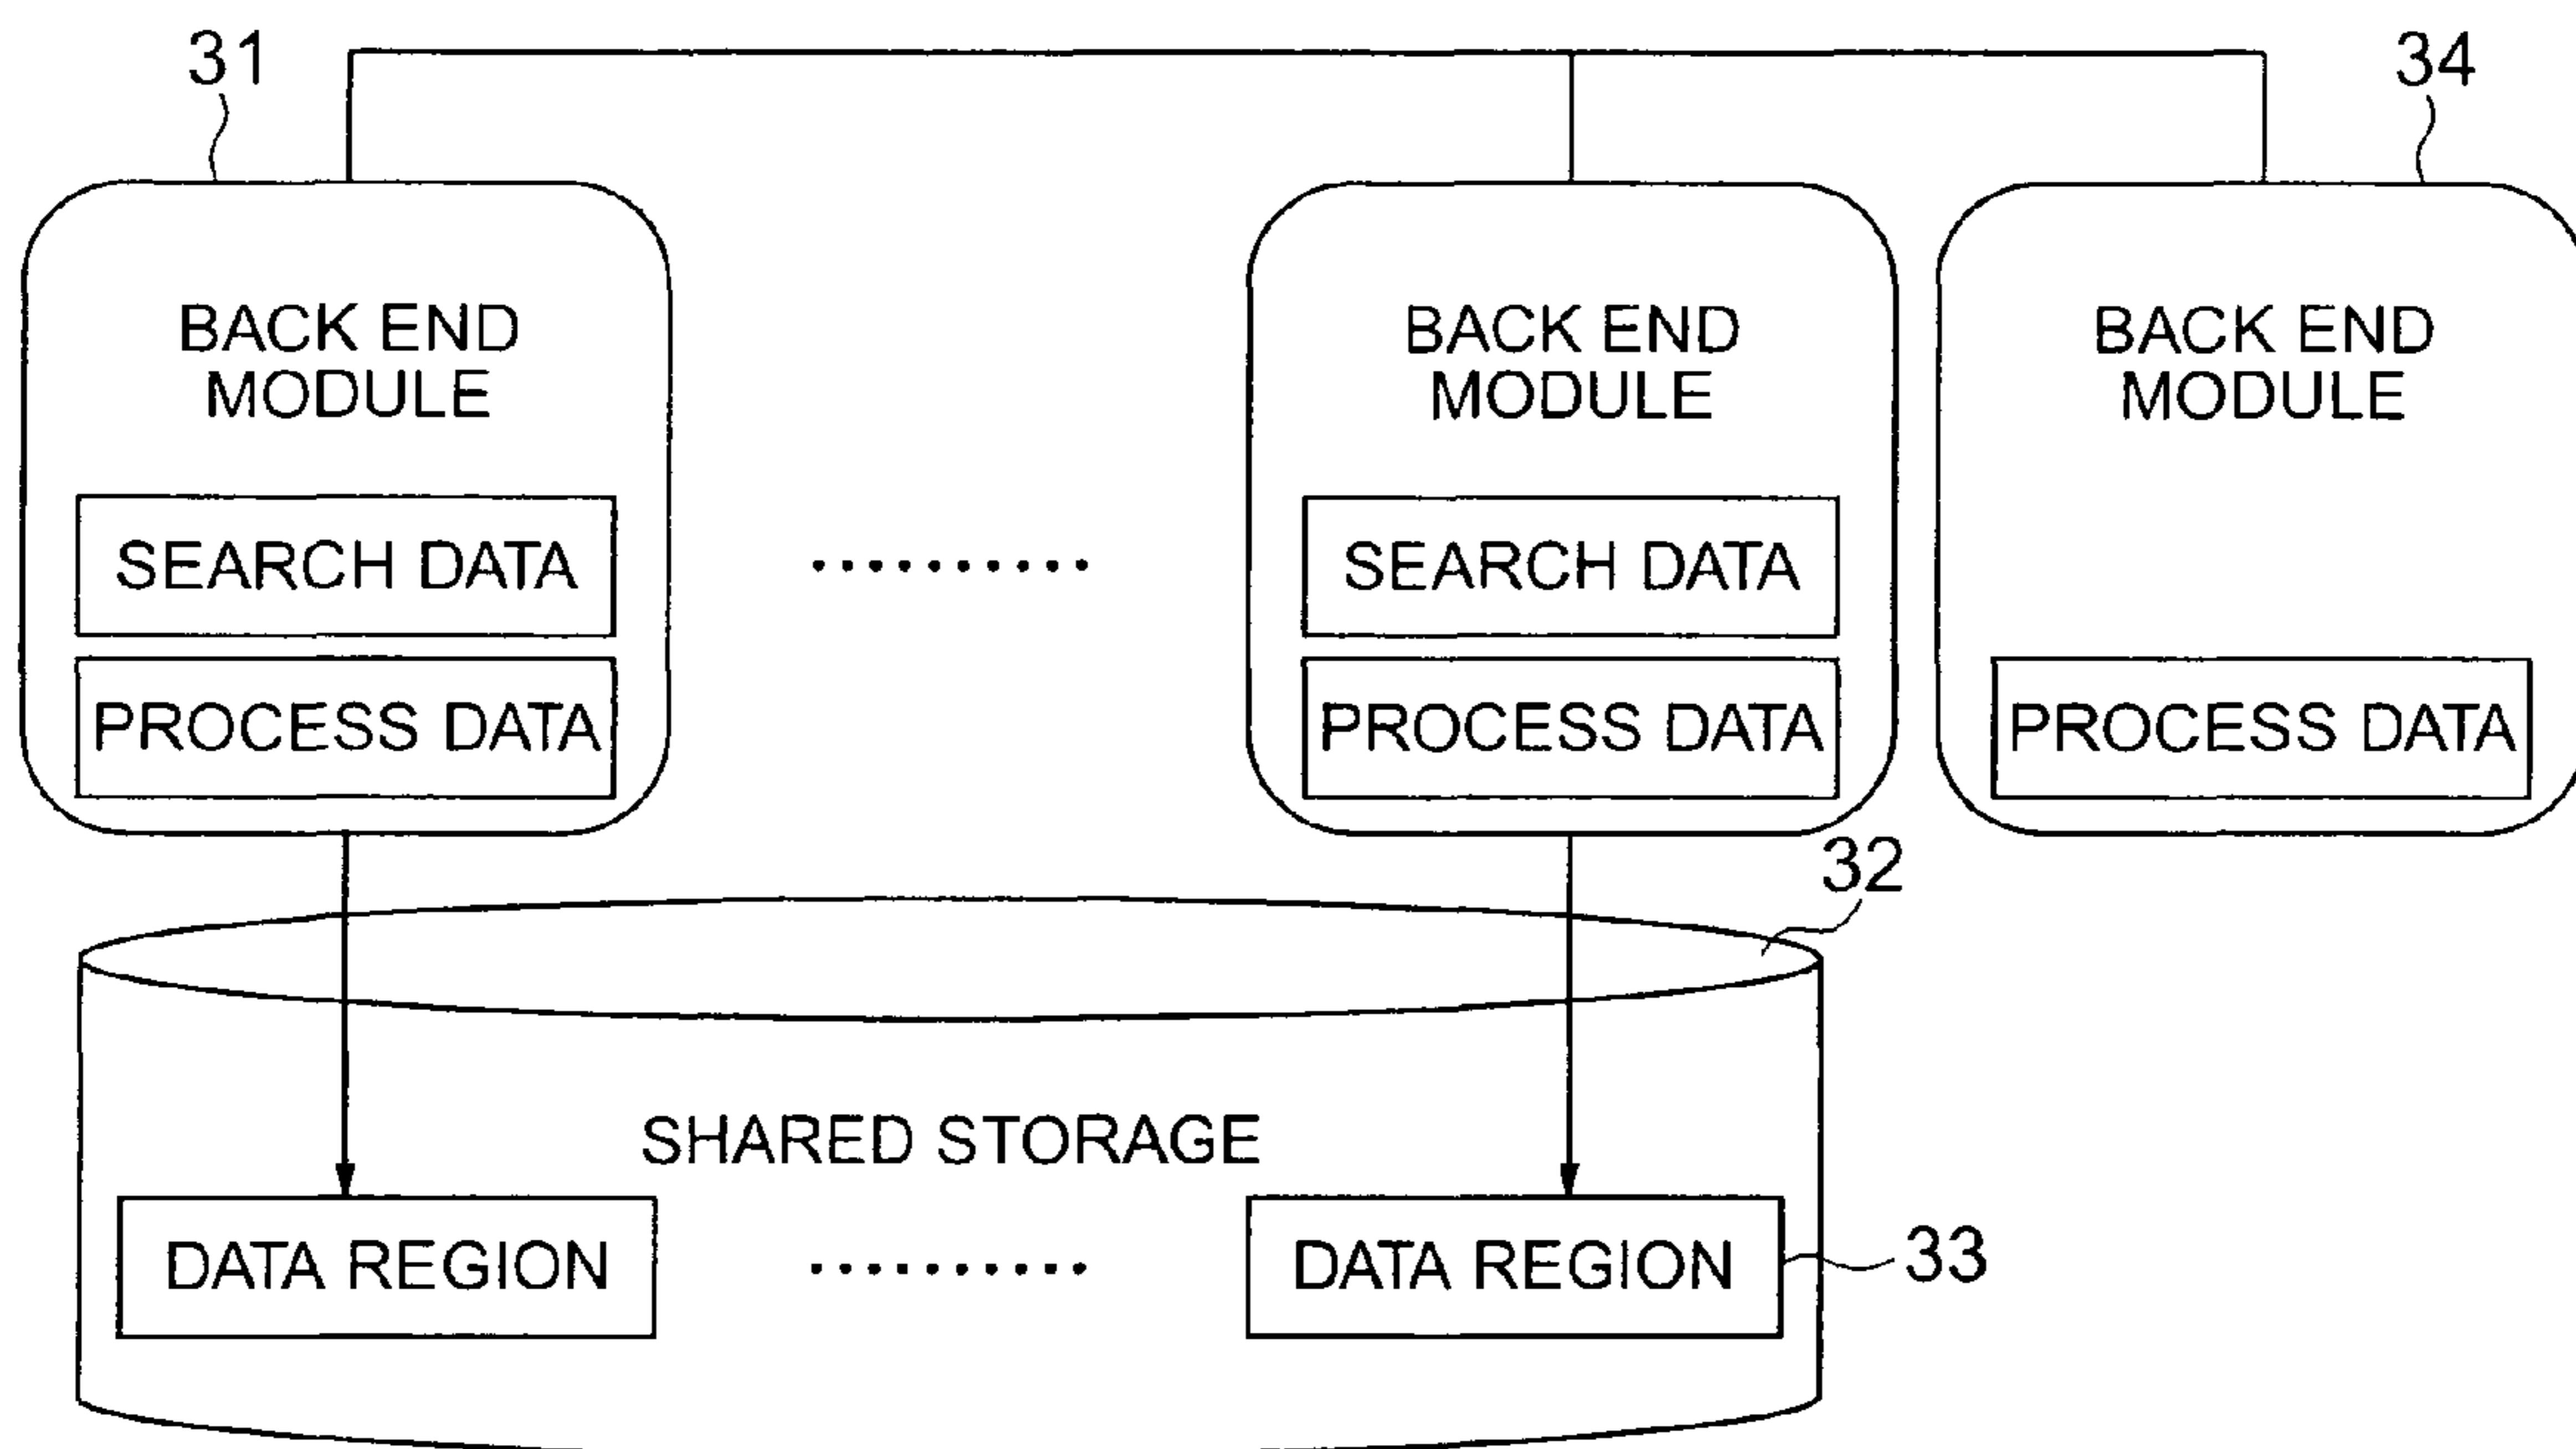 31
34
BACK END
MODULE
BACK END
MODULE
BACK END
MODULE
SEARCH DATA
..........
SEARCH DATA
PROCESS DATA
PROCESS DATA
PROCESS DATA
32
SHARED STORAGE
DATA REGION
..........
DATA REGION
33